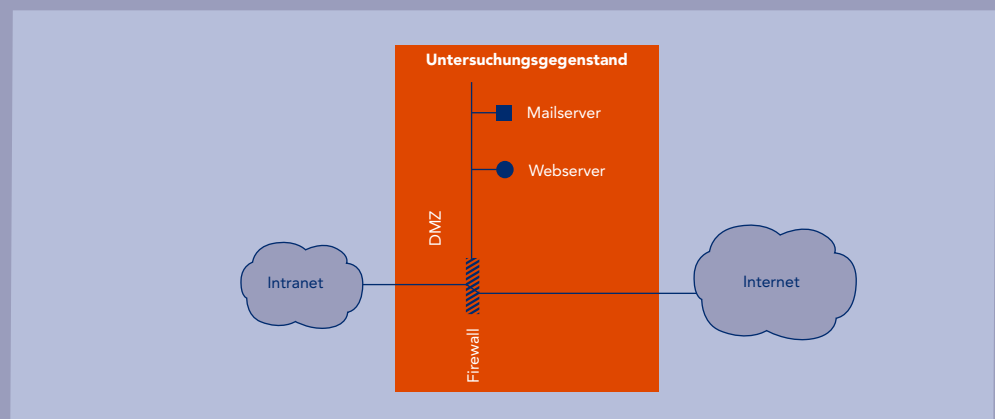 Untersuchungsgegenstand
Mailserver
Webserver
DMZ
Intranet
Internet
Firewall